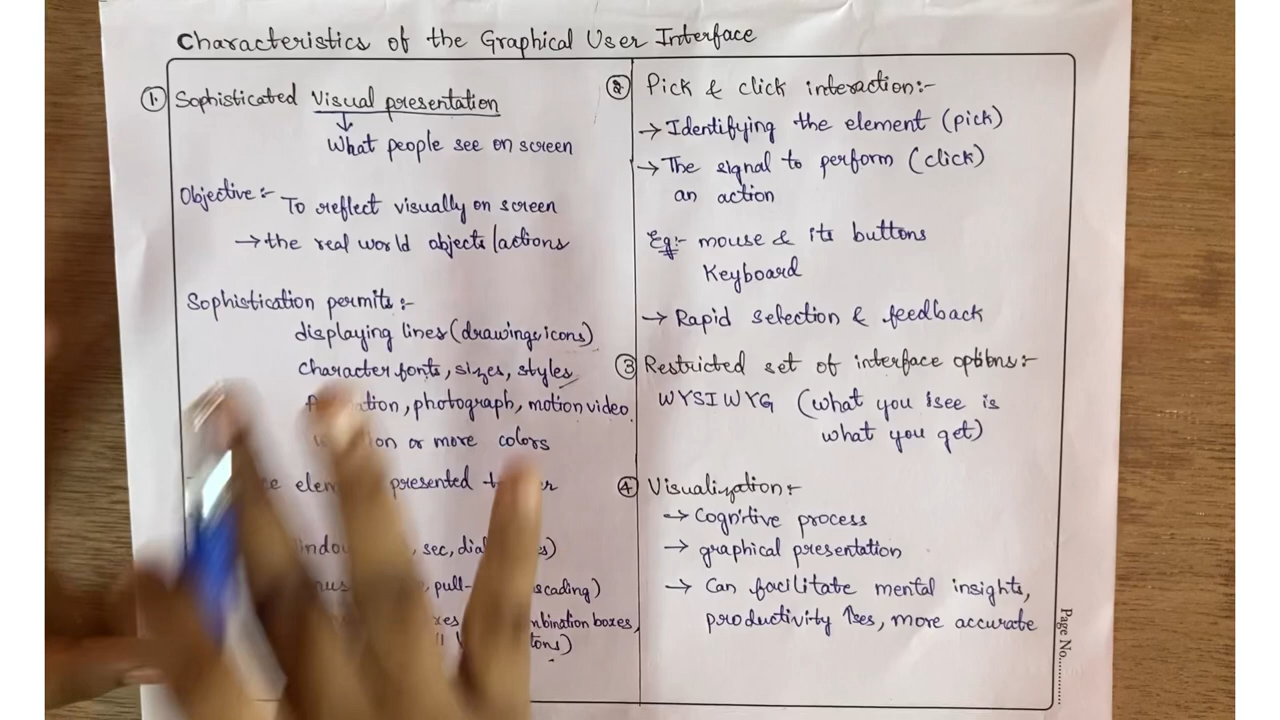 Characteristics of the Graphical User Interface
① Sophisticated Visual presentation
↓
What people see on screen
Objective :- To reflect visually on screen
→ the real world objects/actions
Sophistication permits :-
displaying lines (drawings, icons)
character fonts, sizes, styles
photograph, motion video.
or more colors
presented
, sec,
, pull-
boxes,
② Pick & click interaction :-
→ Identifying the element (pick)
→ The signal to perform (click)
an action
Eg:- mouse & its buttons
Keyboard
→ Rapid selection & feedback
③ Restricted set of interface options :-
WYSIWYG (what you see is
what you get)
④ Visualization :-
→ Cognitive process
→ graphical presentation
→ Can facilitate mental insights,
productivity ↑ses, more accurate
Page No.............